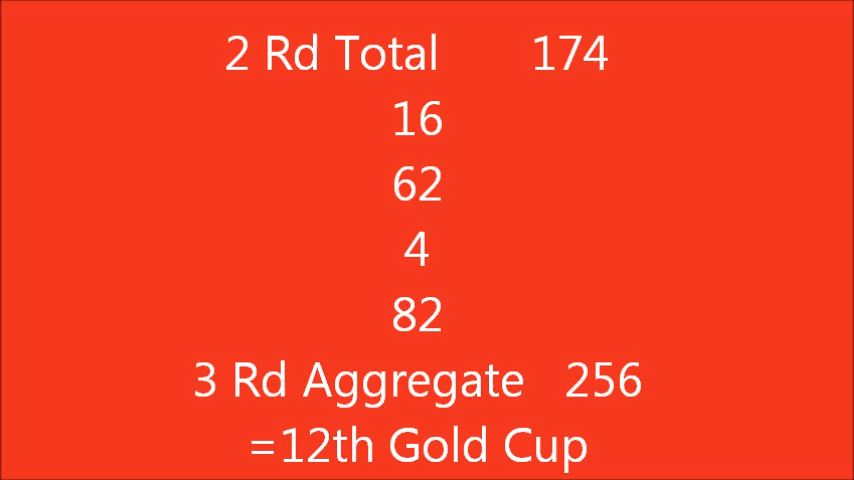 2 Rd Total 174
16
62
4
82
3 Rd Aggregate 256
=12th Gold Cup